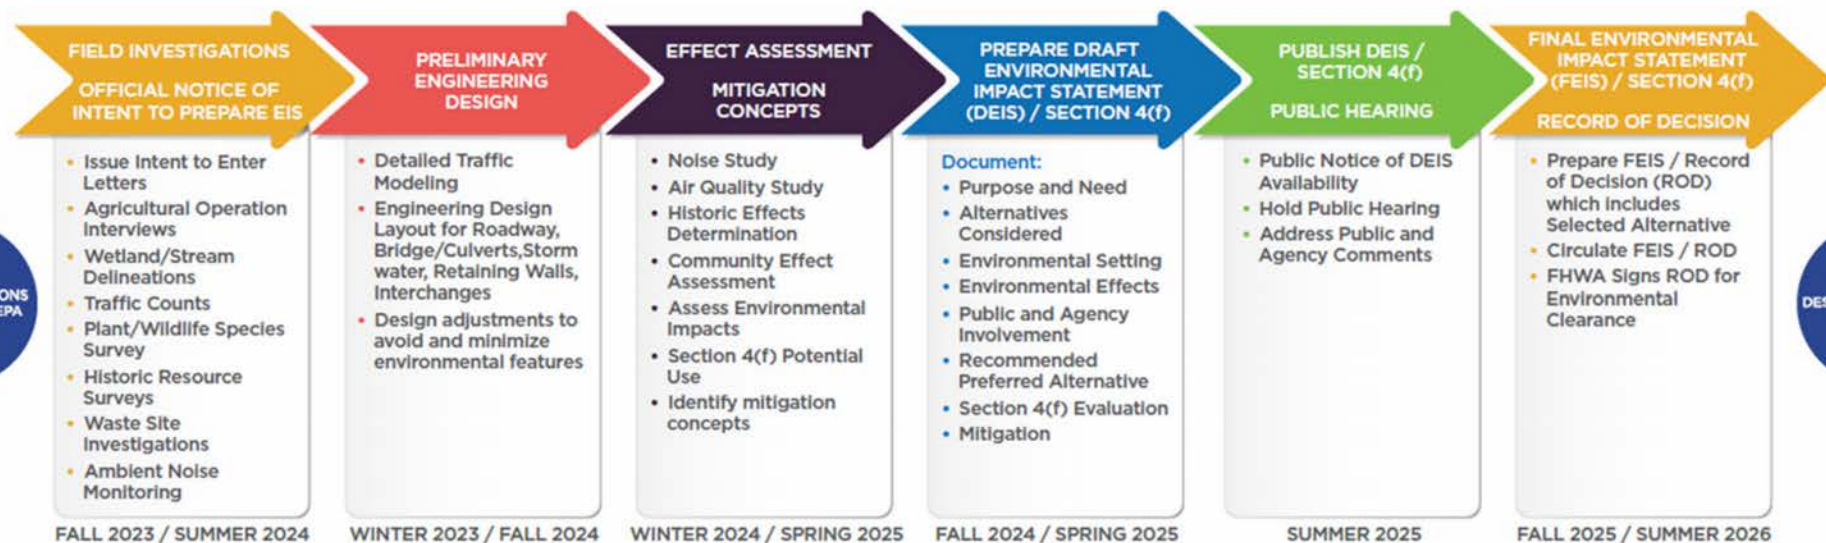 FIELD INVESTIGATIONS
OFFICIAL NOTICE OF
INTENT TO PREPARE EIS
PRELIMINARY
ENGINEERING
DESIGN
EFFECT ASSESSMENT
MITIGATION
CONCEPTS
PREPARE DRAFT
ENVIRONMENTAL
IMPACT STATEMENT
(DEIS) / SECTION 4(f)
PUBLISH DEIS /
SECTION 4(f)
PUBLIC HEARING
FINAL ENVIRONMENTAL
IMPACT STATEMENT
(FEIS) / SECTION 4(f)
RECORD OF DECISION
• Issue Intent to Enter
Letters
• Agricultural Operation
Interviews
• Wetland/Stream
Delineations
• Traffic Counts
• Plant/Wildlife Species
Survey
• Historic Resource
Surveys
• Waste Site
Investigations
• Ambient Noise
Monitoring
FALL 2023 / SUMMER 2024
• Detailed Traffic
Modeling
• Engineering Design
Layout for Roadway,
Bridge/Culverts,Storm
water, Retaining Walls,
Interchanges
• Design adjustments to
avoid and minimize
environmental features
WINTER 2023 / FALL 2024
• Noise Study
• Air Quality Study
• Historic Effects
Determination
• Community Effect
Assessment
• Assess Environmental
Impacts
• Section 4(f) Potential
Use
• Identify mitigation
concepts
WINTER 2024 / SPRING 2025
Document:
• Purpose and Need
• Alternatives
Considered
• Environmental Setting
• Environmental Effects
• Public and Agency
Involvement
• Recommended
Preferred Alternative
• Section 4(f) Evaluation
• Mitigation
FALL 2024 / SPRING 2025
• Public Notice of DEIS
Availability
• Hold Public Hearing
• Address Public and
Agency Comments
SUMMER 2025
• Prepare FEIS / Record
of Decision (ROD)
which includes
Selected Alternative
• Circulate FEIS / ROD
• FHWA Signs ROD for
Environmental
Clearance
FALL 2025 / SUMMER 2026